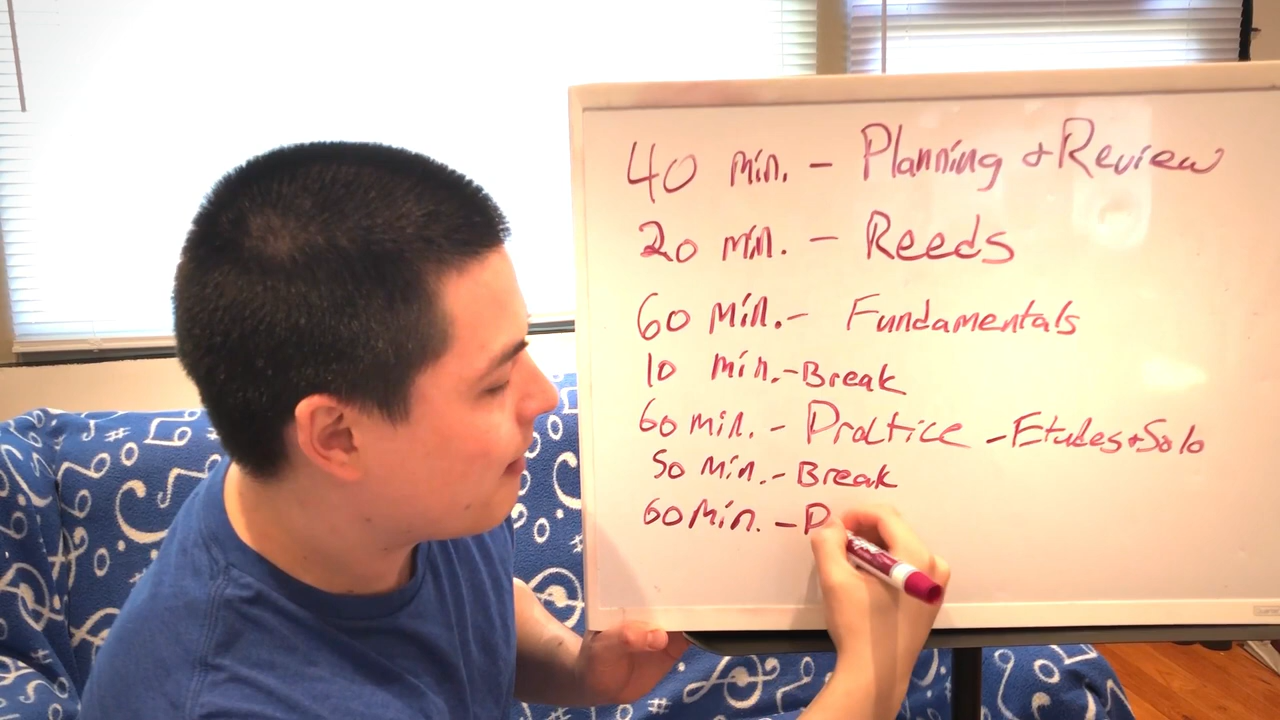 40 min. - Planning + Review
20 min. - Reeds
60 min. - Fundamentals
10 min. - Break
60 min. - Practice - Etudes + Solo
50 min. - Break
60 min. - P